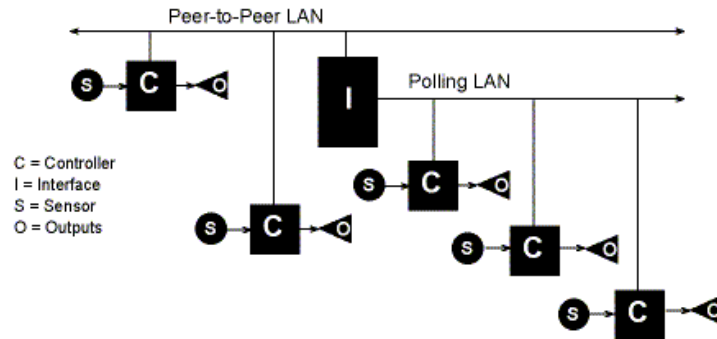 Peer-to-Peer LAN
S C O
I
Polling LAN
C = Controller
I = Interface
S = Sensor
O = Outputs
S C O
S C O
S C O
S C O